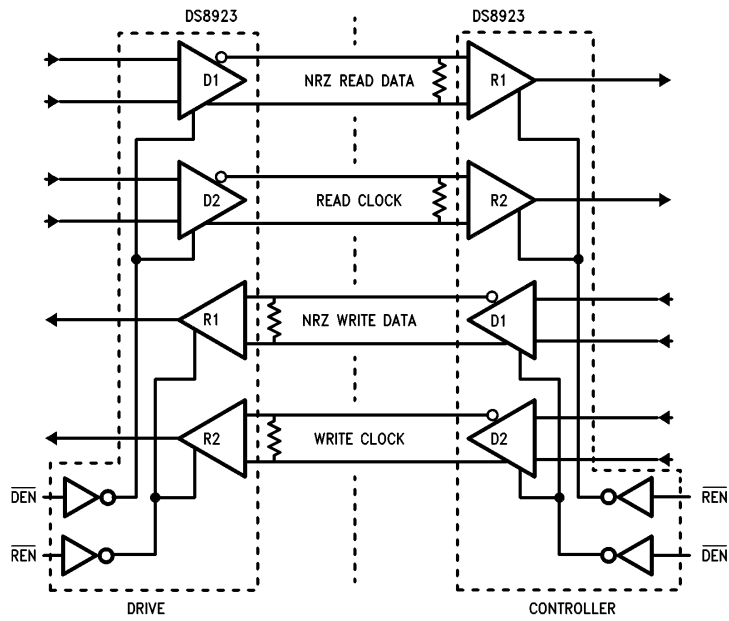 DS8923
DS8923
D1
NRZ READ DATA
R1
D2
READ CLOCK
R2
R1
NRZ WRITE DATA
D1
R2
WRITE CLOCK
D2
DEN
REN
REN
DEN
DRIVE
CONTROLLER